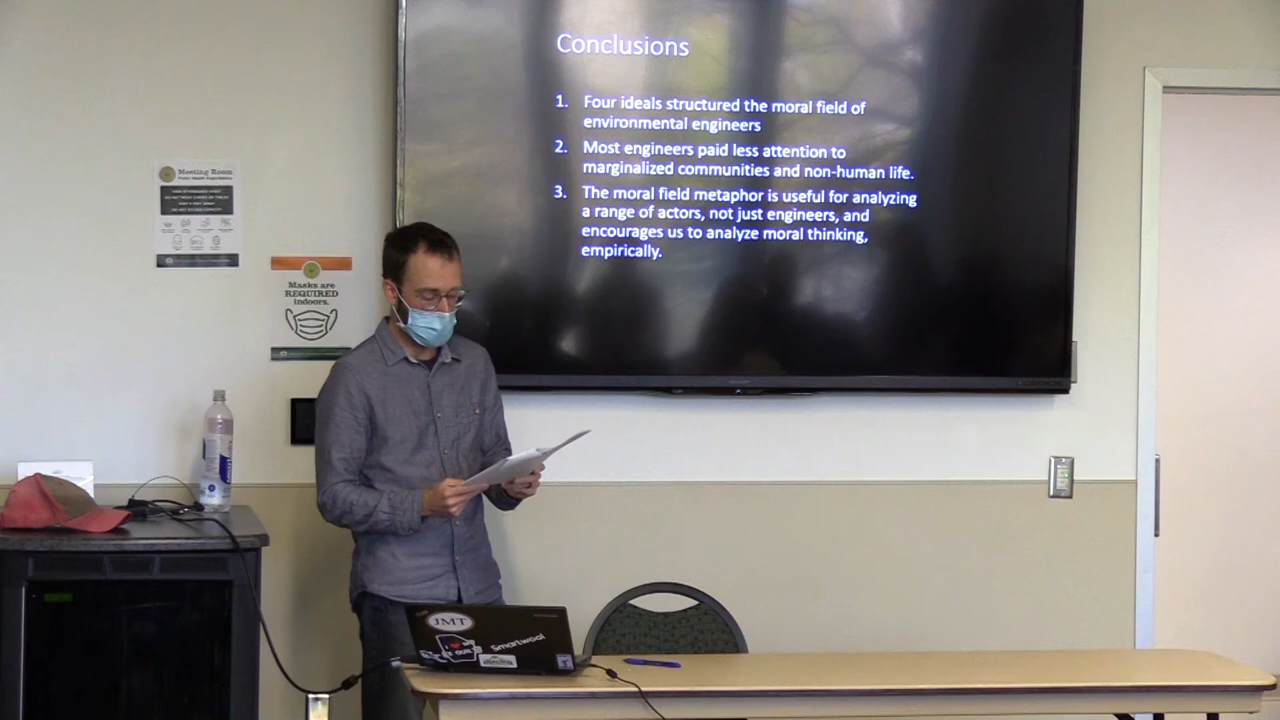 Conclusions
1. Four ideals structured the moral field of
environmental engineers
2. Most engineers paid less attention to
marginalized communities and non-human life.
3. The moral field metaphor is useful for analyzing
a range of actors, not just engineers, and
encourages us to analyze moral thinking,
empirically.
Meeting Room
Masks are
REQUIRED
indoors.
JMT
Smartwool